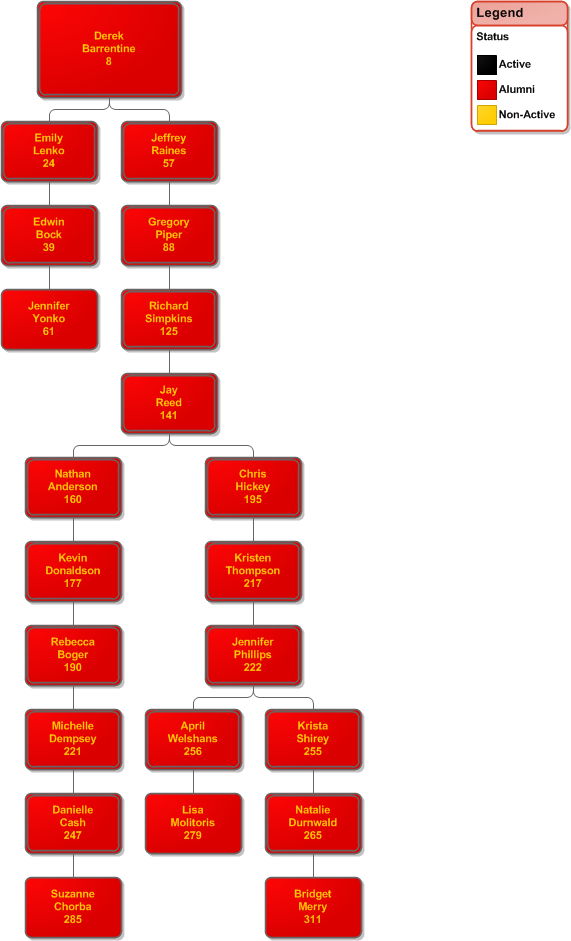 Derek
Barrentine
8
Legend
Status
Active
Alumni
Non-Active
Emily
Lenko
24
Jeffrey
Raines
57
Edwin
Bock
39
Gregory
Piper
88
Jennifer
Yonko
61
Richard
Simpkins
125
Jay
Reed
141
Nathan
Anderson
160
Chris
Hickey
195
Kevin
Donaldson
177
Kristen
Thompson
217
Rebecca
Boger
190
Jennifer
Phillips
222
Michelle
Dempsey
221
April
Welshans
256
Krista
Shirey
255
Danielle
Cash
247
Lisa
Molitoris
279
Natalie
Durnwald
265
Suzanne
Chorba
285
Bridget
Merry
311